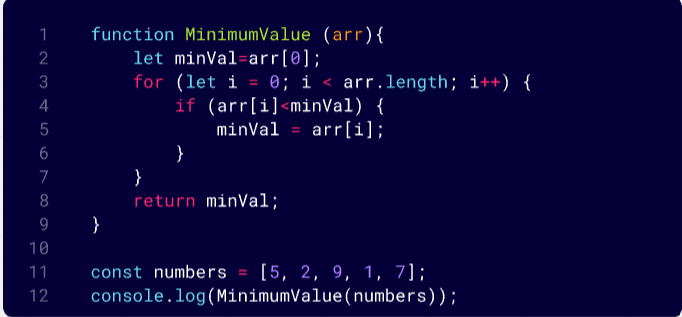 1 function MinimumValue (arr){
2 let minVal=arr[0];
3 for (let i = 0; i < arr.length; i++) {
4 if (arr[i]<minVal) {
5 minVal = arr[i];
6 }
7 }
8 return minVal;
9 }
10
11 const numbers = [5, 2, 9, 1, 7];
12 console.log(MinimumValue(numbers));